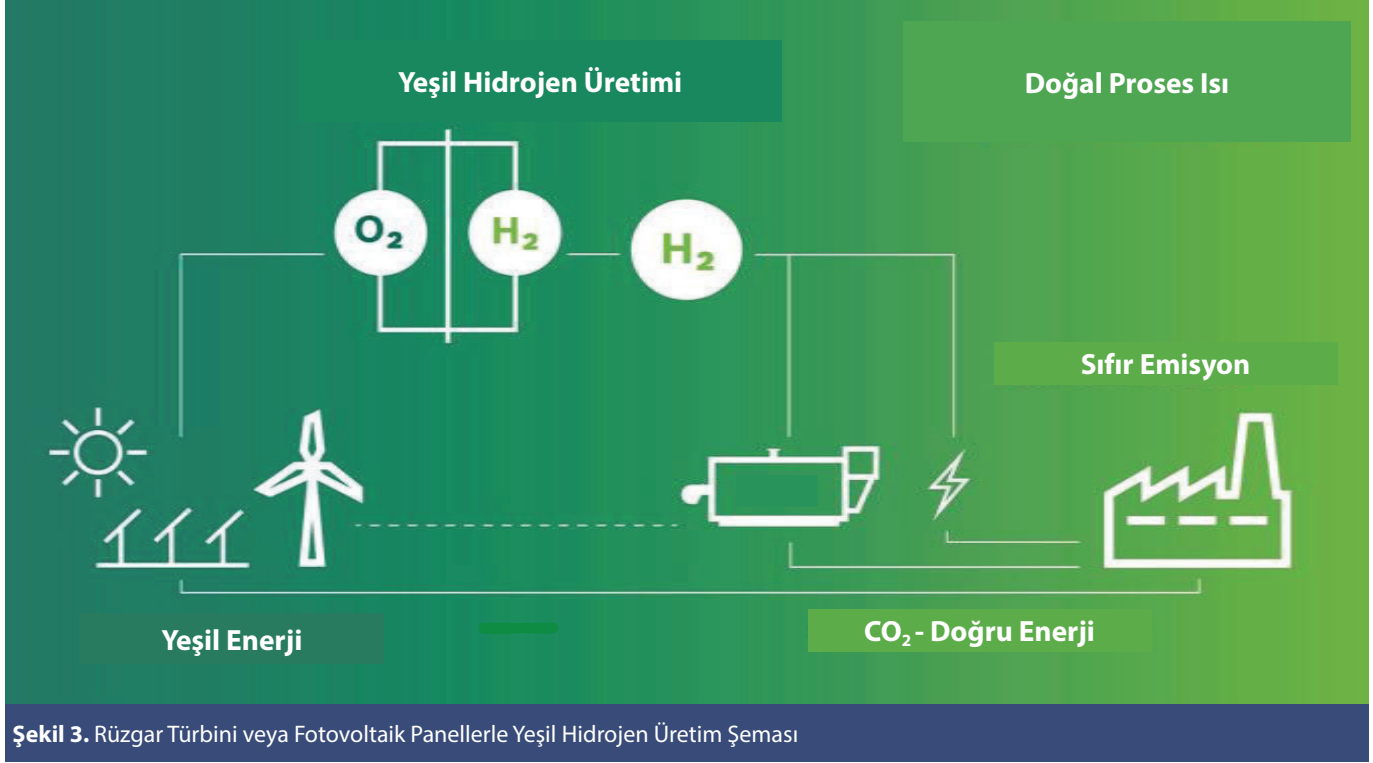 Yeşil Hidrojen Üretimi
Doğal Proses Isı
O₂
H₂
H₂
Sıfır Emisyon
Yeşil Enerji
CO₂ - Doğru Enerji
Şekil 3. Rüzgar Türbini veya Fotovoltaik Panellerle Yeşil Hidrojen Üretim Şeması